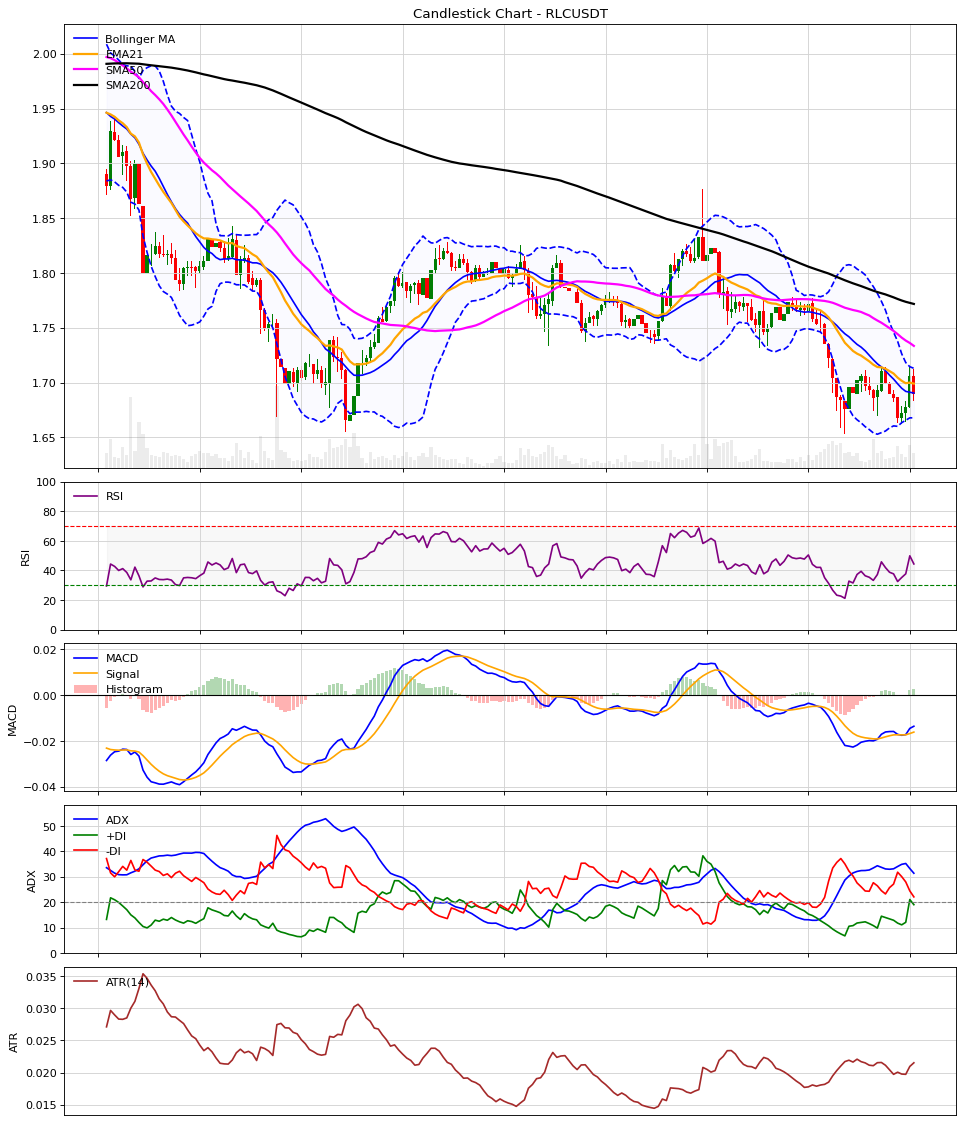 Candlestick Chart - RLCUSDT
Bollinger MA
EMA21
SMA50
SMA200
2.00
1.95
1.90
1.85
1.80
1.75
1.70
1.65
RSI
100
80
60
40
20
0
RSI
MACD
Signal
Histogram
0.02
0.00
−0.02
−0.04
MACD
ADX
+DI
-DI
50
40
30
20
10
0
ADX
ATR(14)
0.035
0.030
0.025
0.020
0.015
ATR